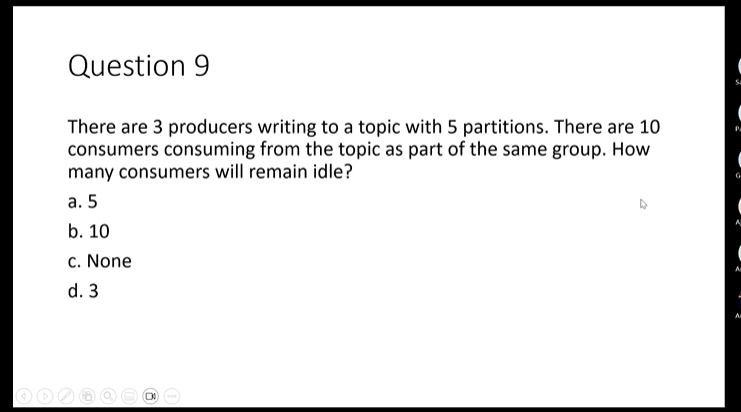 Question 9
There are 3 producers writing to a topic with 5 partitions. There are 10
consumers consuming from the topic as part of the same group. How
many consumers will remain idle?
a. 5
b. 10
c. None
d. 3